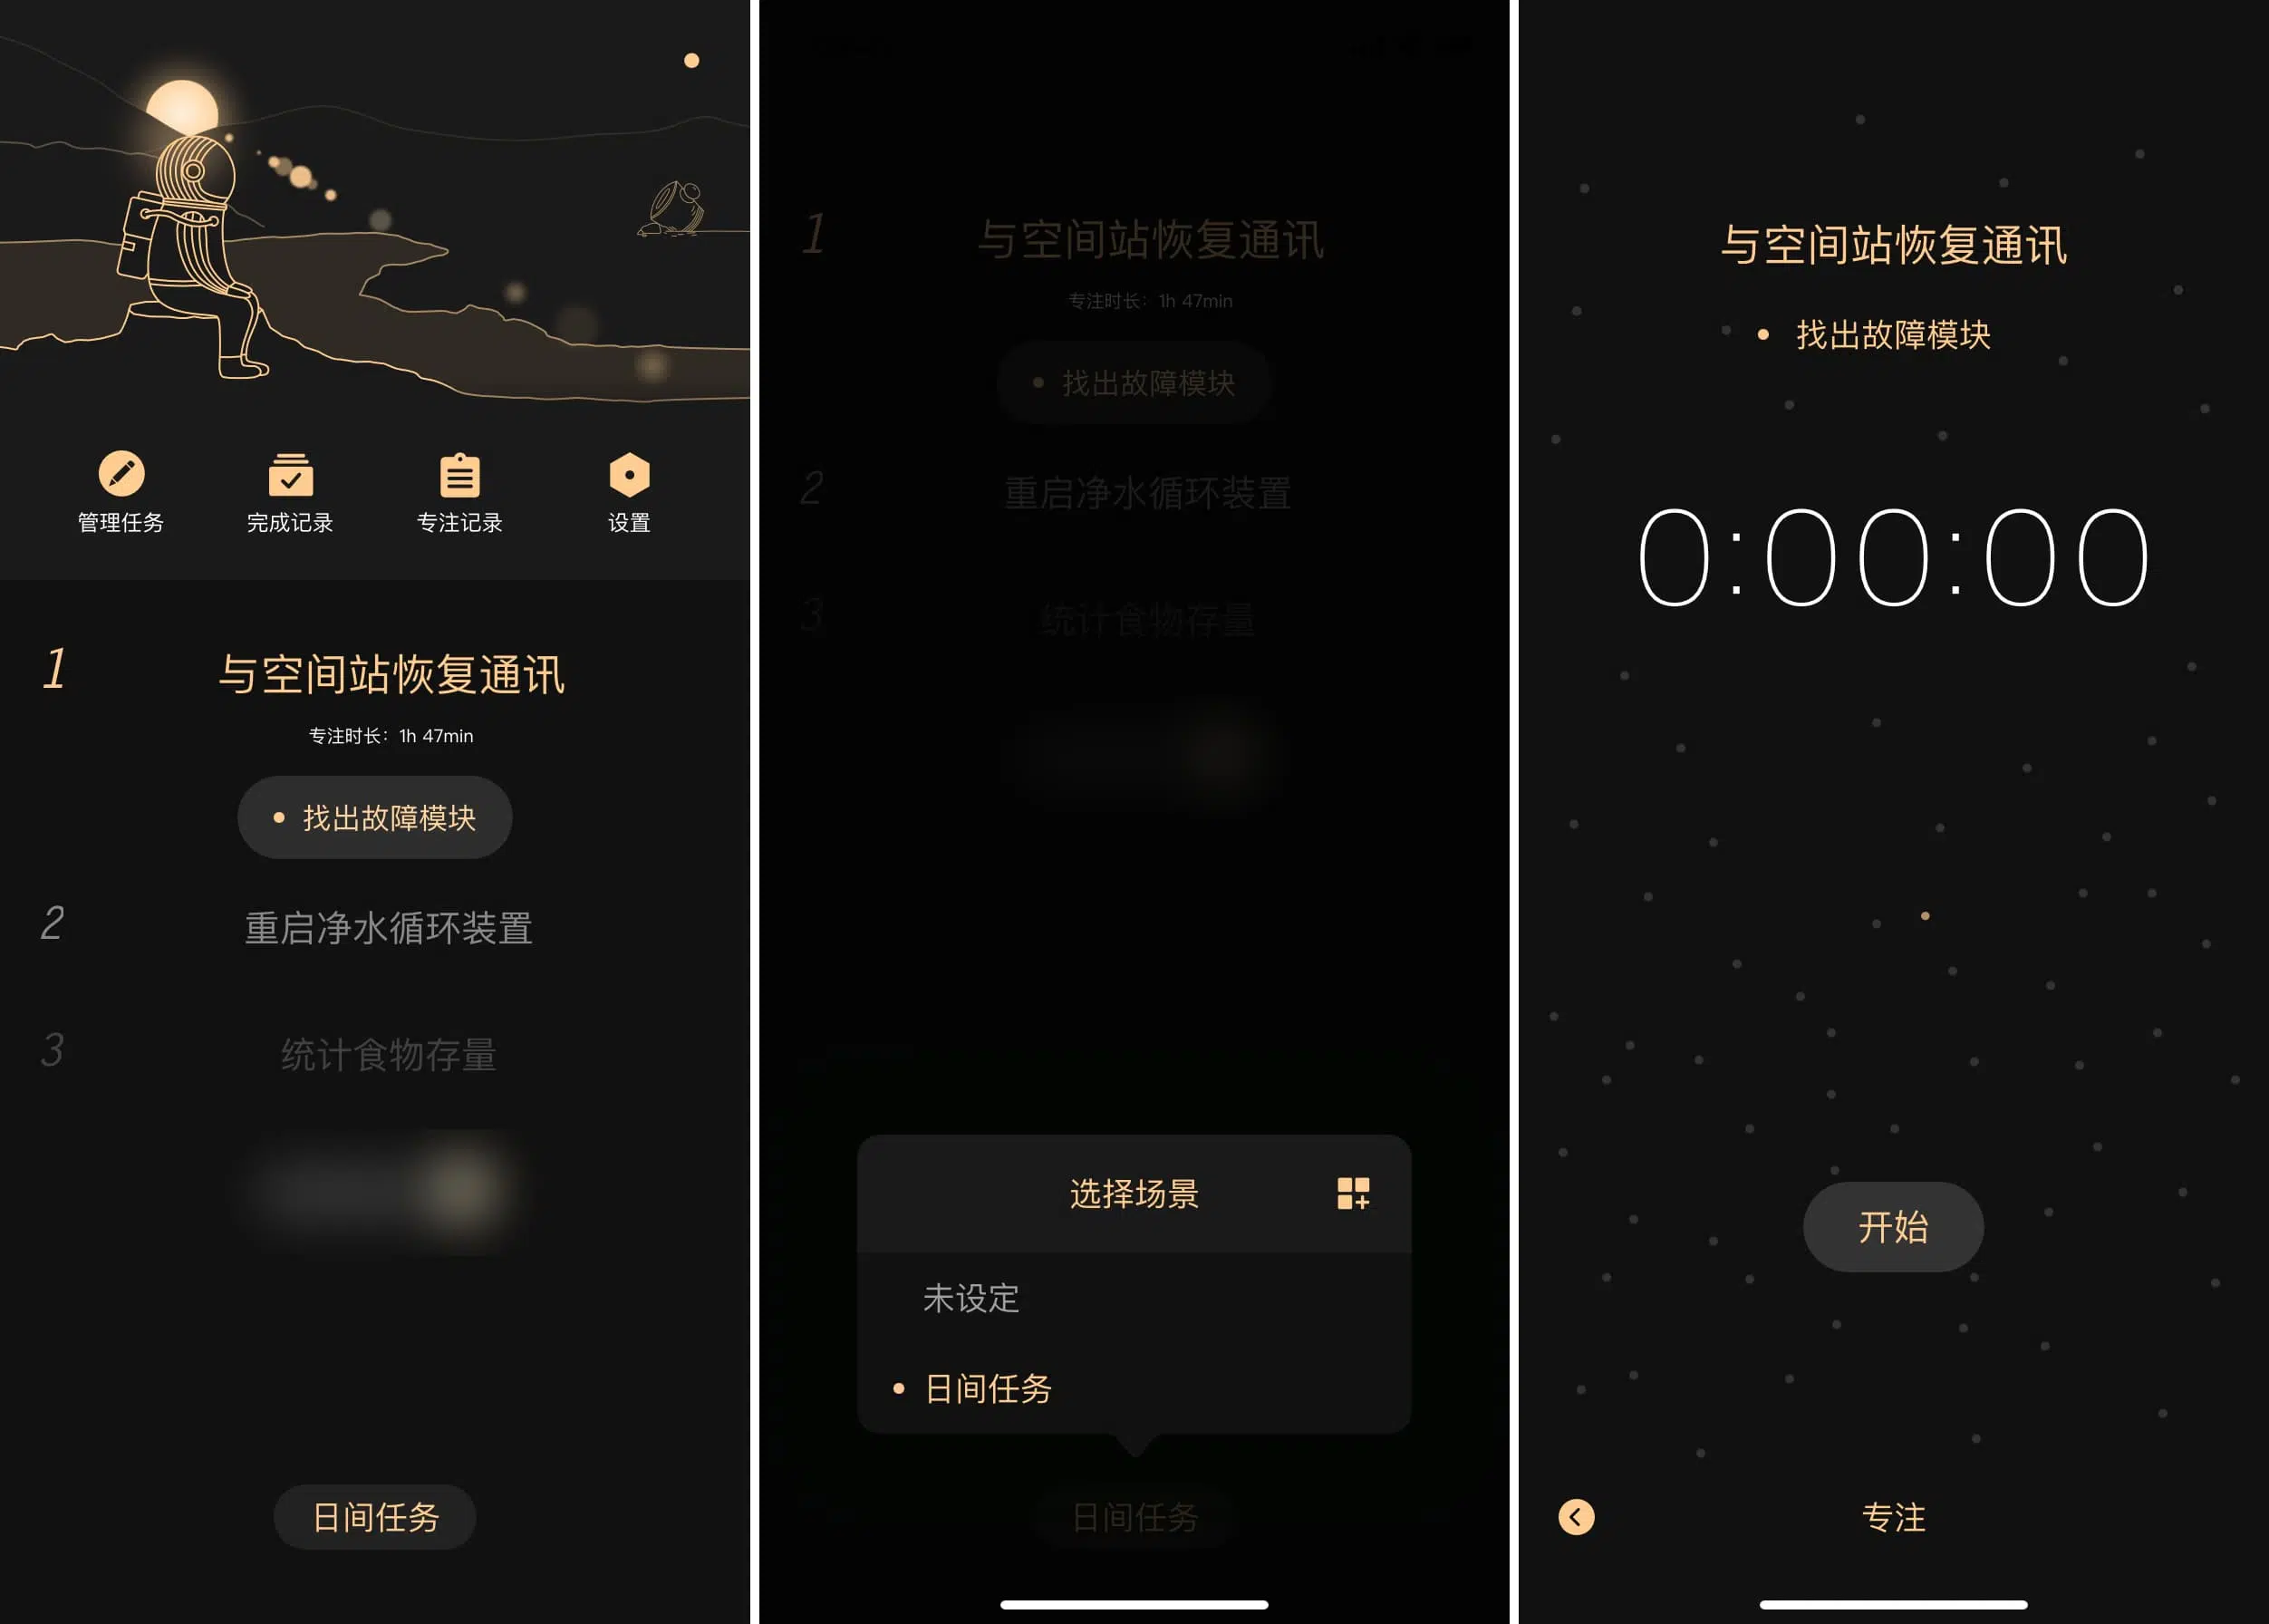 管理任务
完成记录
专注记录
设置
1
与空间站恢复通讯
专注时长：1h 47min
找出故障模块
2
重启净水循环装置
3
统计食物存量
日间任务
1
与空间站恢复通讯
专注时长：1h 47min
找出故障模块
2
重启净水循环装置
3
统计食物存量
选择场景
未设定
日间任务
日间任务
与空间站恢复通讯
找出故障模块
0:00:00
开始
专注